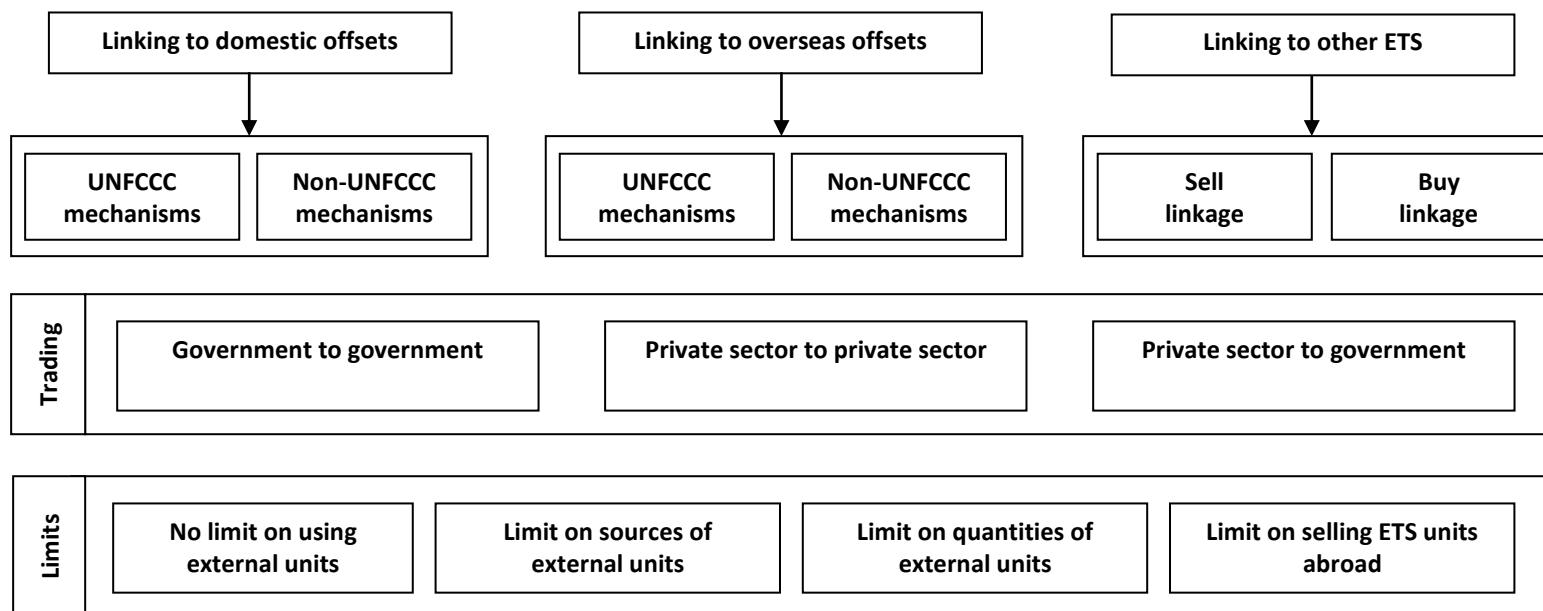 Linking to domestic offsets
Linking to overseas offsets
Linking to other ETS
UNFCCC
mechanisms
Non-UNFCCC
mechanisms
UNFCCC
mechanisms
Non-UNFCCC
mechanisms
Sell
linkage
Buy
linkage
Trading
Government to government
Private sector to private sector
Private sector to government
Limits
No limit on using
external units
Limit on sources of
external units
Limit on quantities of
external units
Limit on selling ETS units
abroad